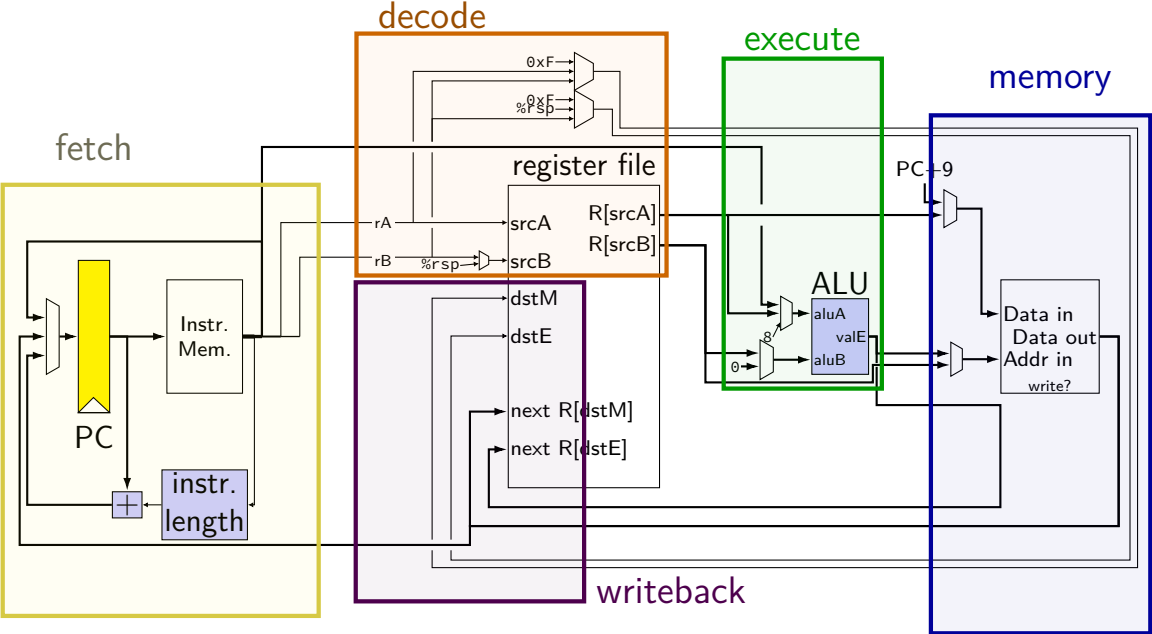 decode
execute
memory
fetch
writeback
0xF
0xF
%rsp
register file
PC+9
rA
srcA
R[srcA]
rB
%rsp
srcB
R[srcB]
dstM
dstE
next R[dstM]
next R[dstE]
PC
Instr.
Mem.
+
instr.
length
ALU
aluA
valE
aluB
8
0
Data in
Data out
Addr in
write?